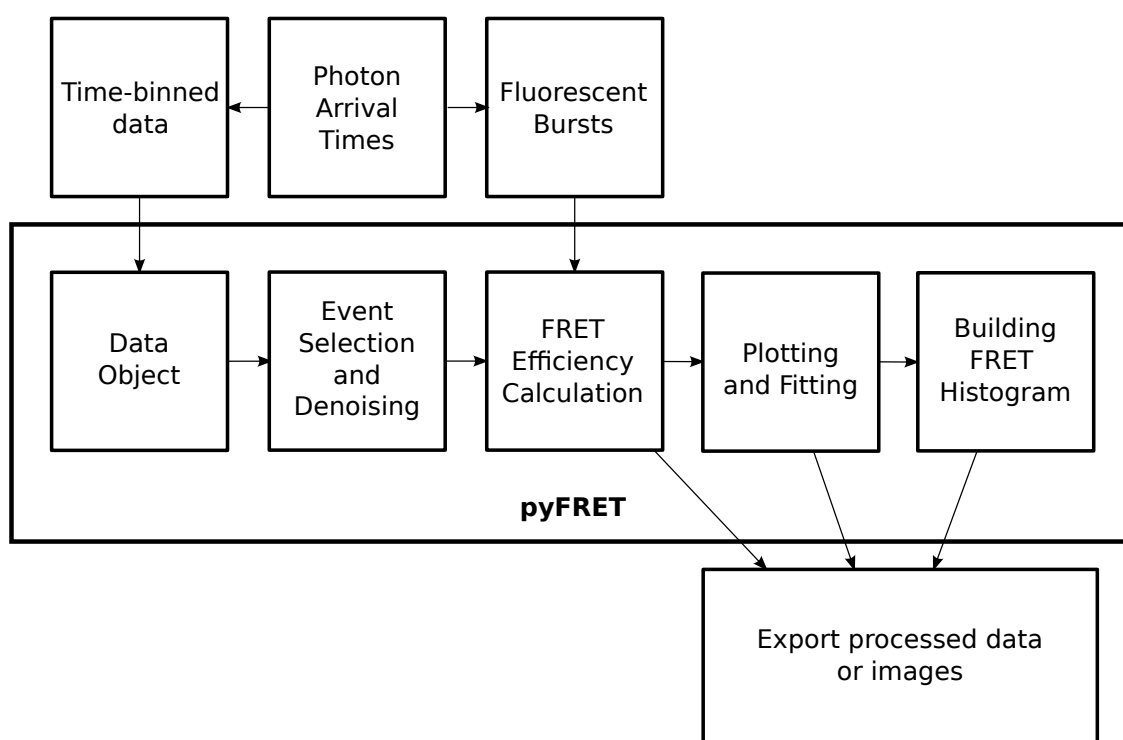 Time-binned
data
Photon
Arrival
Times
Fluorescent
Bursts
Data
Object
Event
Selection
and
Denoising
FRET
Efficiency
Calculation
Plotting
and Fitting
Building
FRET
Histogram
pyFRET
Export processed data
or images